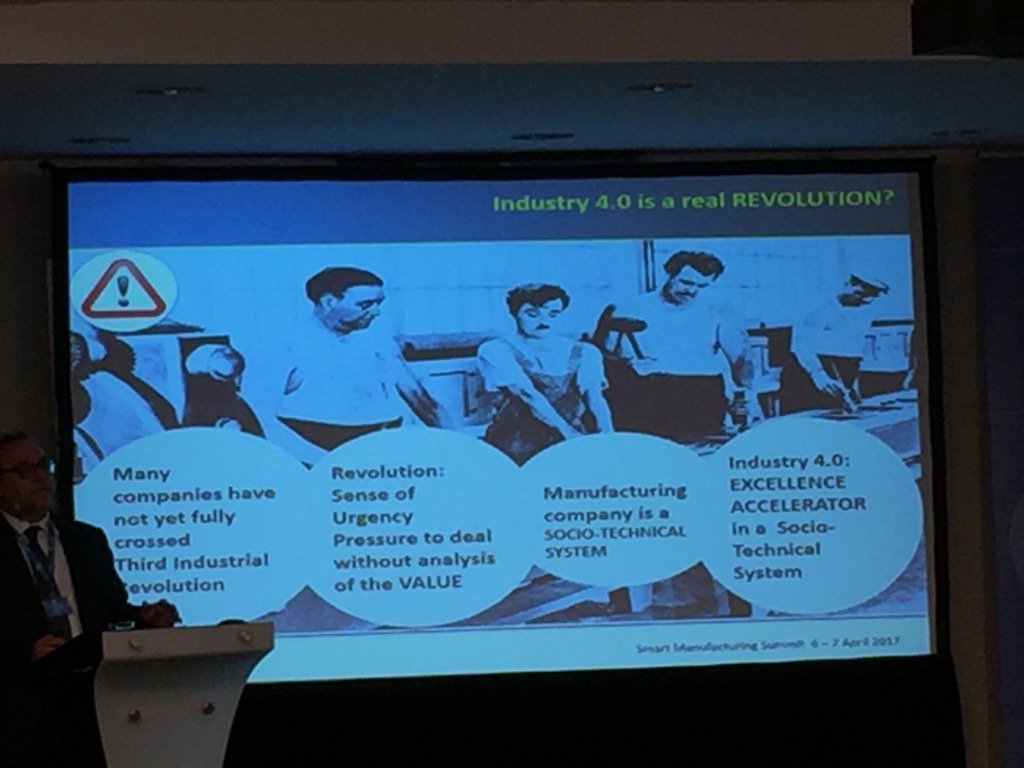 Industry 4.0 is a real REVOLUTION?
Many
companies have
not yet fully
crossed
Third Industrial
evolution
Revolution:
Sense of
Urgency
Pressure to deal
without analysis
of the VALUE
Manufacturing
company is a
SOCIO-TECHNICAL
SYSTEM
Industry 4.0:
EXCELLENCE
ACCELERATOR
in a Socio-
Technical
System
Smart Manufacturing Summit 6 – 7 April 2017